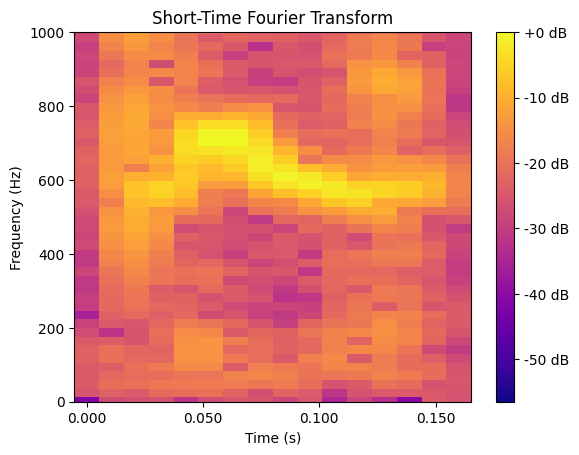 Short-Time Fourier Transform
1000
800
600
400
200
0
Frequency (Hz)
0.000
0.050
0.100
0.150
Time (s)
+0 dB
-10 dB
-20 dB
-30 dB
-40 dB
-50 dB